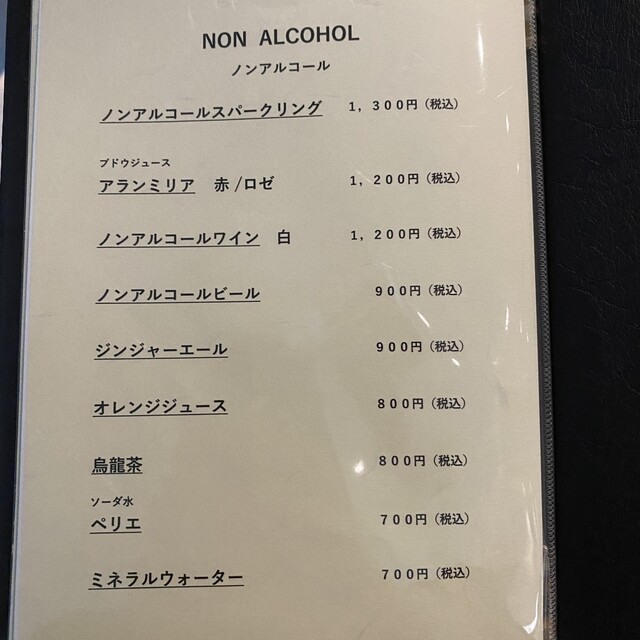 NON ALCOHOL
ノンアルコール
ノンアルコールスパークリング 1,300円(税込)
ブドウジュース
アランミリア 赤/ロゼ 1,200円(税込)
ノンアルコールワイン 白 1,200円(税込)
ノンアルコールビール 900円(税込)
ジンジャーエール 900円(税込)
オレンジジュース 800円(税込)
烏龍茶 800円(税込)
ソーダ水
ペリエ 700円(税込)
ミネラルウォーター 700円(税込)